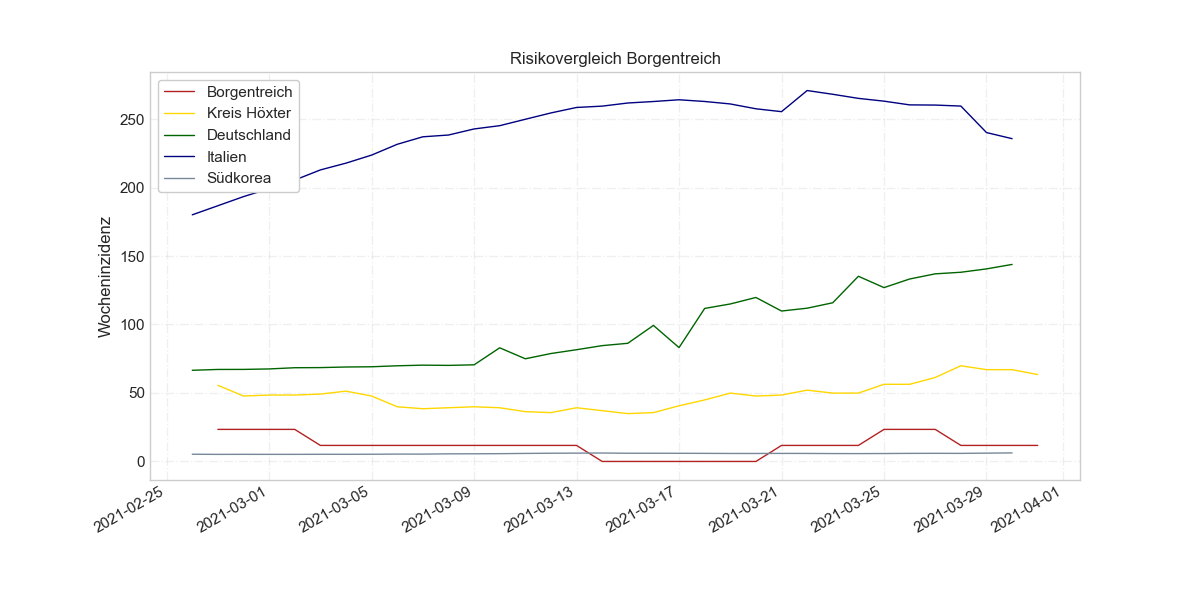 Risikovergleich Borgentreich
Borgentreich
Kreis Höxter
Deutschland
Italien
Südkorea
Wocheninzidenz
250
200
150
100
50
0
2021-02-25
2021-03-01
2021-03-05
2021-03-09
2021-03-13
2021-03-17
2021-03-21
2021-03-25
2021-03-29
2021-04-01